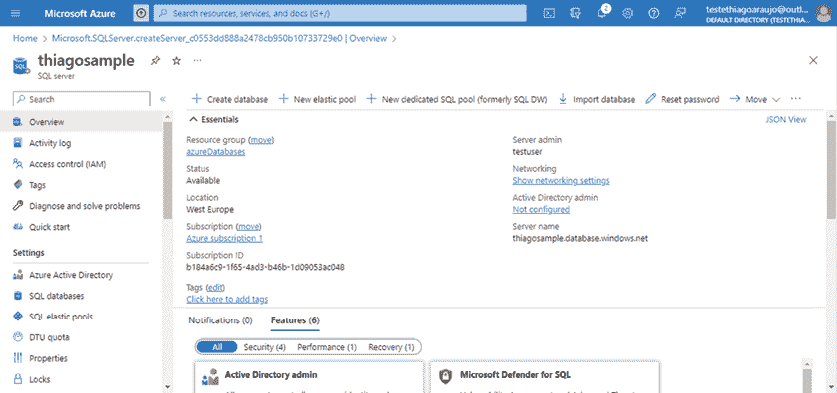 Microsoft Azure
Search resources, services, and docs (G+/)
2
testethiagoaraujo@outl...
DEFAULT DIRECTORY (TESTETHIA...
Home > Microsoft.SQLServer.createServer_c0553dd888a2478cb950b10733729e0 | Overview >
thiagosample
SQL server
Search
Create database
New elastic pool
New dedicated SQL pool (formerly SQL DW)
Import database
Reset password
Move
Overview
Activity log
Access control (IAM)
Tags
Diagnose and solve problems
Quick start
Settings
Azure Active Directory
SQL databases
SQL elastic pools
DTU quota
Properties
Locks
Essentials
JSON View
Resource group (move)
azureDatabases
Status
Available
Location
West Europe
Subscription (move)
Azure subscription 1
Subscription ID
b184a6c9-1f65-4ad3-b46b-1d09053ac048
Tags (edit)
Click here to add tags
Server admin
testuser
Networking
Show networking settings
Active Directory admin
Not configured
Server name
thiagosample.database.windows.net
Notifications (0)
Features (6)
All
Security (4)
Performance (1)
Recovery (1)
Active Directory admin
Microsoft Defender for SQL